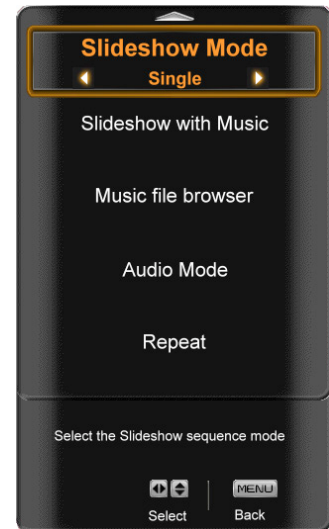 Slideshow Mode
Single
Slideshow with Music
Music file browser
Audio Mode
Repeat
Select the Slideshow sequence mode
MENU
Select Back